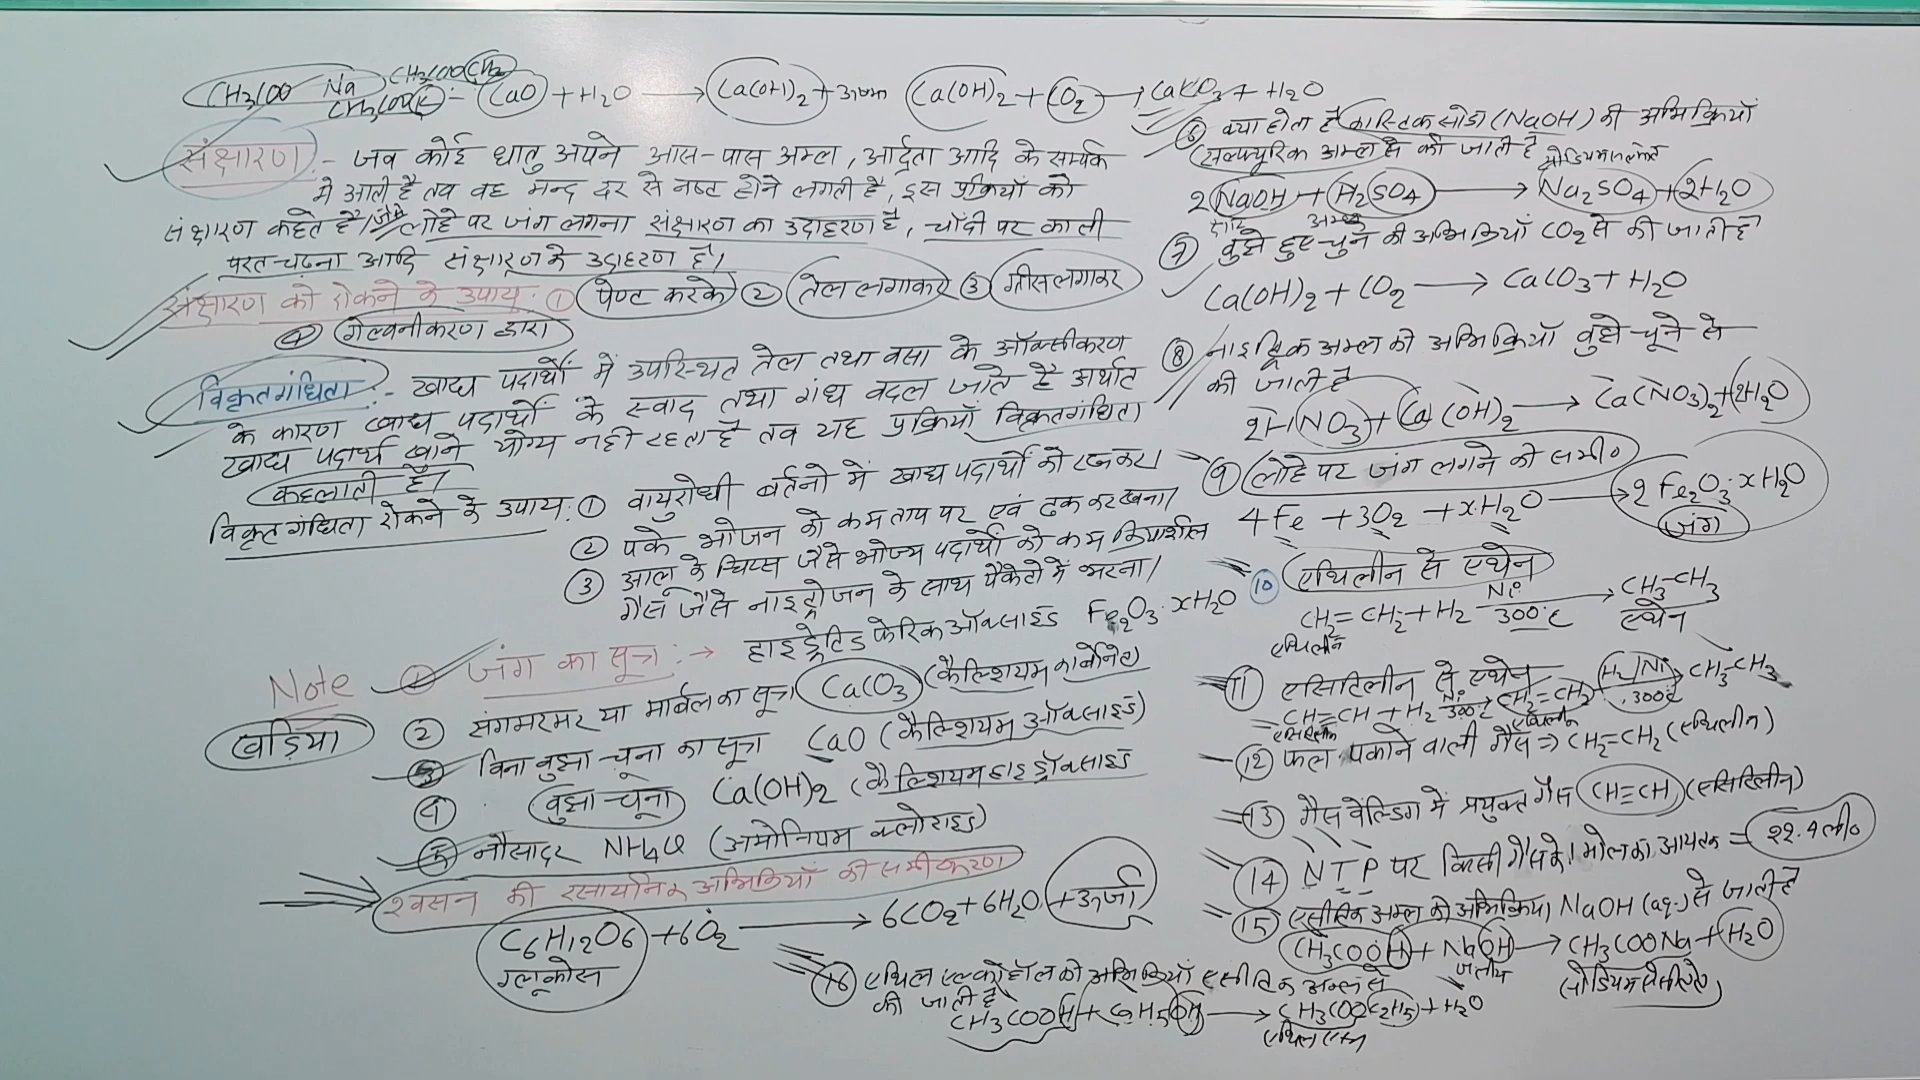 CH3COO Na CH3COOCH3
CH3COOK - CaO + H2O → Ca(OH)2 + ऊष्मा Ca(OH)2 + O2 → CaCO3 + H2O
संक्षारण :- जब कोई धातु अपने आस-पास अम्ल, आर्द्रता आदि के सम्पर्क
मे आती है तब वह मन्द दर से नष्ट होने लगती है, इस प्रक्रियाँ को
संक्षारण कहते है। जैसे लोहे पर जंग लगना संक्षारण का उदाहरण है, चाँदी पर काली
परत चढना आदि संक्षारण के उदाहरण है।
संक्षारण को रोकने के उपाय: ① पेण्ट करके ② तेल लगाकर ③ ग्रीस लगाकर
④ गैल्वनीकरण द्वारा
विकृतगंधिता :- खाद्य पदार्थों में उपस्थित तेल तथा वसा के ऑक्सीकरण
के कारण खाद्य पदार्थों के स्वाद तथा गंध बदल जाते है अर्थात
खाद्य पदार्थ खाने योग्य नही रहता है तब यह प्रक्रियाँ विकृतगंधिता
कहलाती है।
विकृतगंधिता रोकने के उपाय: ① वायुरोधी बर्तनो में खाद्य पदार्थों को रखकर।
② पके भोजन को कम ताप पर एवं ढक कर रखना।
③ आलू के चिप्स जैसे भोज्य पदार्थो को कम क्रियाशील
गैस जैसे नाइट्रोजन के साथ पैकेटो में भरना।
Note ① जंग का सूत्र :→ हाइड्रेटिड फेरिक ऑक्साइड Fe2O3.xH2O
② संगमरमर या मार्बल का सूत्र CaCO3 (कैल्शियम कार्बोनेट)
खड़िया
③ बिना बुझा चूना का सूत्र CaO (कैल्शियम ऑक्साइड)
④ बुझा चूना Ca(OH)2 (कैल्शियम हाइड्रॉक्साइड
⑤ नौसादर NH4Cl (अमोनियम क्लोराइड)
श्वसन की रसायनिक अभिक्रियाँ की समीकरण
C6H12O6 + 6O2 → 6CO2 + 6H2O + ऊर्जा
ग्लूकोस
⑥ क्या होता है कास्टिक सोडा (NaOH) की अभिक्रियाँ
सल्फ्यूरिक अम्ल से की जाती है
2NaOH + H2SO4 → Na2SO4 + 2H2O
अम्ल
⑦ बुझे हुए चुने की अभिक्रियाँ CO2 से की जाती है
Ca(OH)2 + CO2 → CaCO3 + H2O
⑧ नाइट्रिक अम्ल को अभिक्रियाँ बुझे चूने से
की जाती है
2HNO3 + Ca(OH)2 → Ca(NO3)2 + 2H2O
⑨ लोहे पर जंग लगने की समी०
4Fe + 3O2 + x.H2O → 2Fe2O3.xH2O
जंग
⑩ एथिलीन से एथेन
CH2=CH2 + H2 Ni 300°C → CH3-CH3
एथिलीन एथेन
⑪ एसिटिलीन से एथेन
CH≡CH + H2 Ni 300°C → CH2=CH2 H2/Ni 300°C → CH3-CH3
एथिलीन
⑫ फल पकाने वाली गैस ⇒ CH2=CH2 (एथिलीन)
⑬ गैस वेल्डिंग में प्रयुक्त गैस CH≡CH (एसिटिलीन)
⑭ NTP पर किसी गैस के 1 मोल का आयतन = 22.4 ली०
⑮ एसीटिक अम्ल को अभिक्रिया NaOH (aq.) से जाती है
CH3COOH + NaOH → CH3COONa + H2O
जलीय
⑯ एथिल एल्कोहॉल को अभिक्रियाँ एसीटिक अम्ल से
की जाती है
CH3COOH + C2H5OH → CH3COOC2H5 + H2O